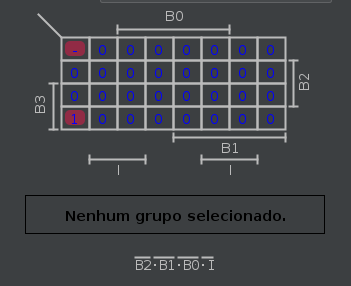 B0
- 0 0 0 0 0 0 0
0 0 0 0 0 0 0 0
B2
0 0 0 0 0 0 0 0
B3
1 0 0 0 0 0 0 0
B1
I I
Nenhum grupo selecionado.
B2·B1·B0·I